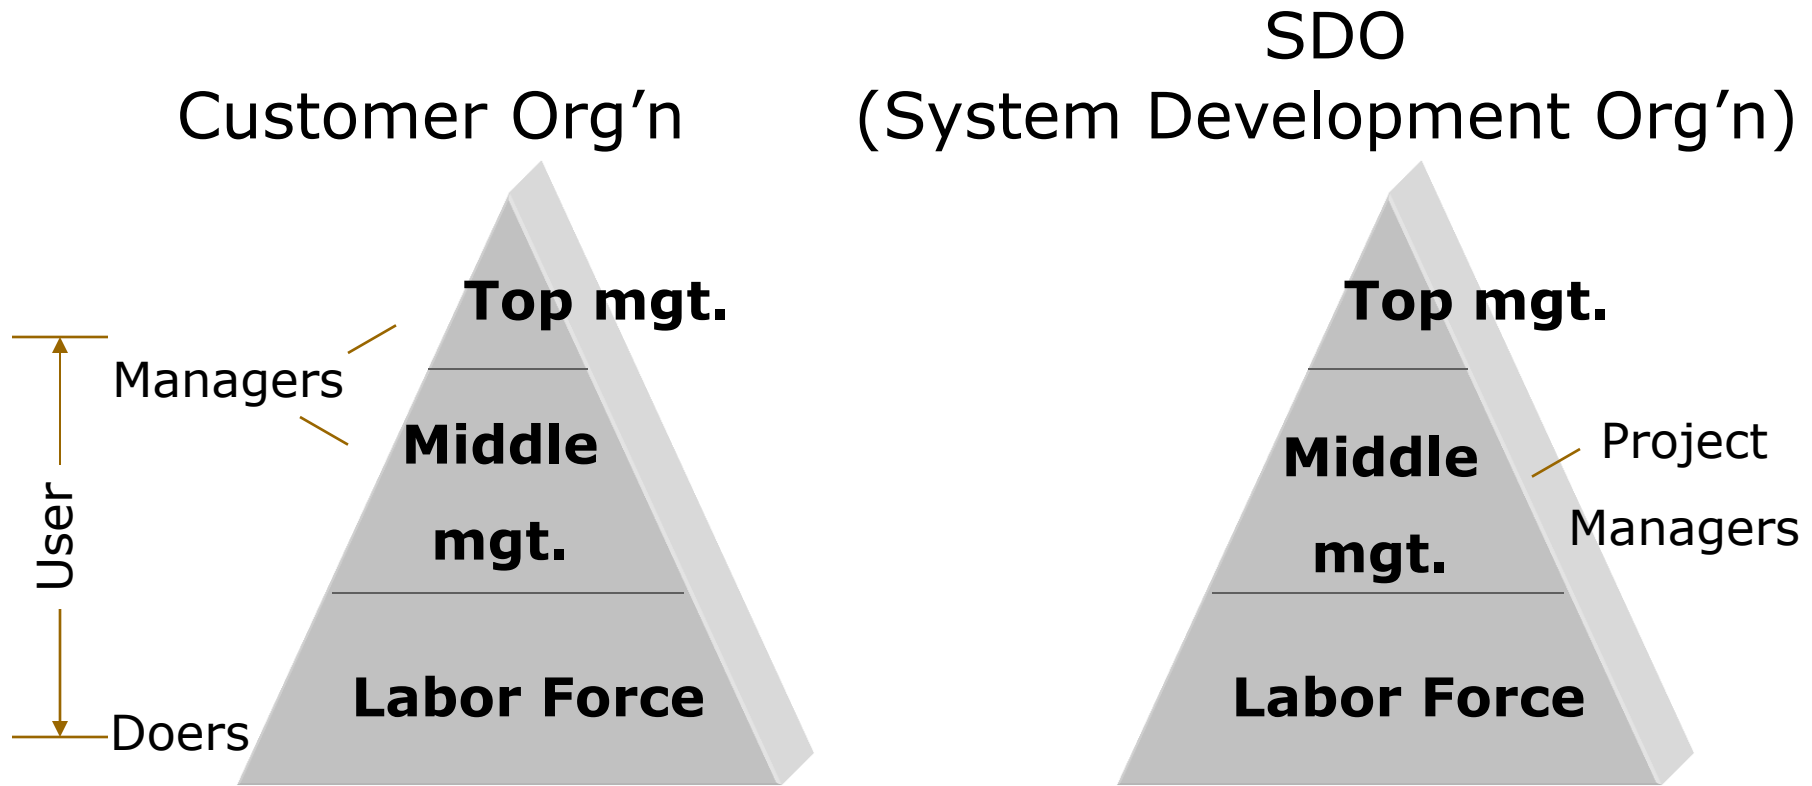 SDO
Customer Org’n
(System Development Org’n)
Top mgt.
Managers
Middle
mgt.
Labor Force
User
Doers
Top mgt.
Middle
mgt.
Labor Force
Project
Managers